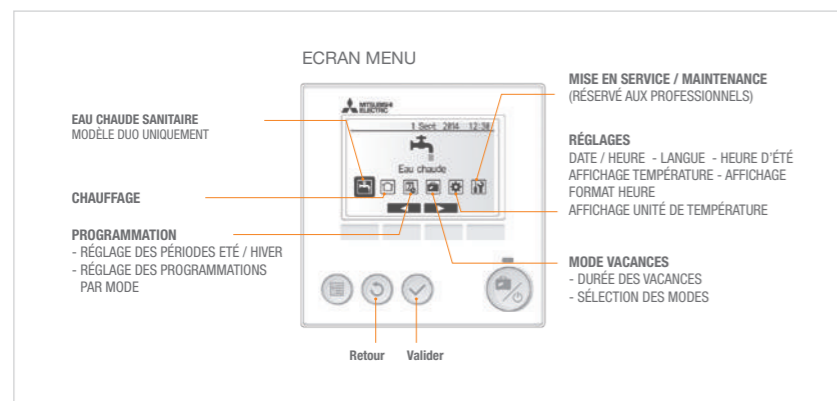 ECRAN MENU
MISE EN SERVICE / MAINTENANCE
(RÉSERVÉ AUX PROFESSIONNELS)
EAU CHAUDE SANITAIRE
MODÈLE DUO UNIQUEMENT
MITSUBISHI
ELECTRIC
1 Sept 2014 12:30
Eau chaude
RÉGLAGES
DATE / HEURE - LANGUE - HEURE D'ÉTÉ
AFFICHAGE TEMPÉRATURE - AFFICHAGE
FORMAT HEURE
AFFICHAGE UNITÉ DE TEMPÉRATURE
CHAUFFAGE
PROGRAMMATION
- RÉGLAGE DES PÉRIODES ETÉ / HIVER
- RÉGLAGE DES PROGRAMMATIONS
PAR MODE
MODE VACANCES
- DURÉE DES VACANCES
- SÉLECTION DES MODES
Retour
Valider